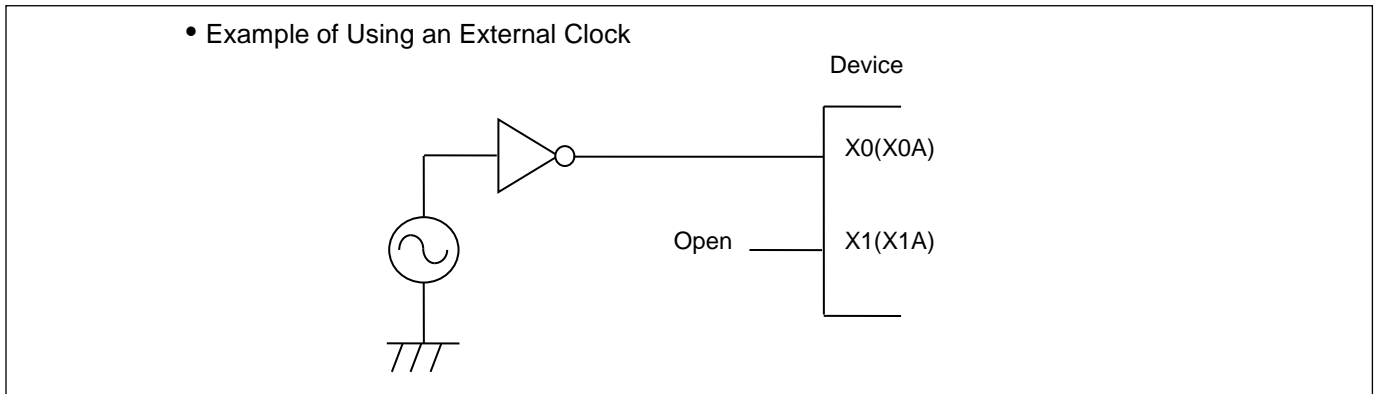 • Example of Using an External Clock
Device
X0(X0A)
Open
X1(X1A)